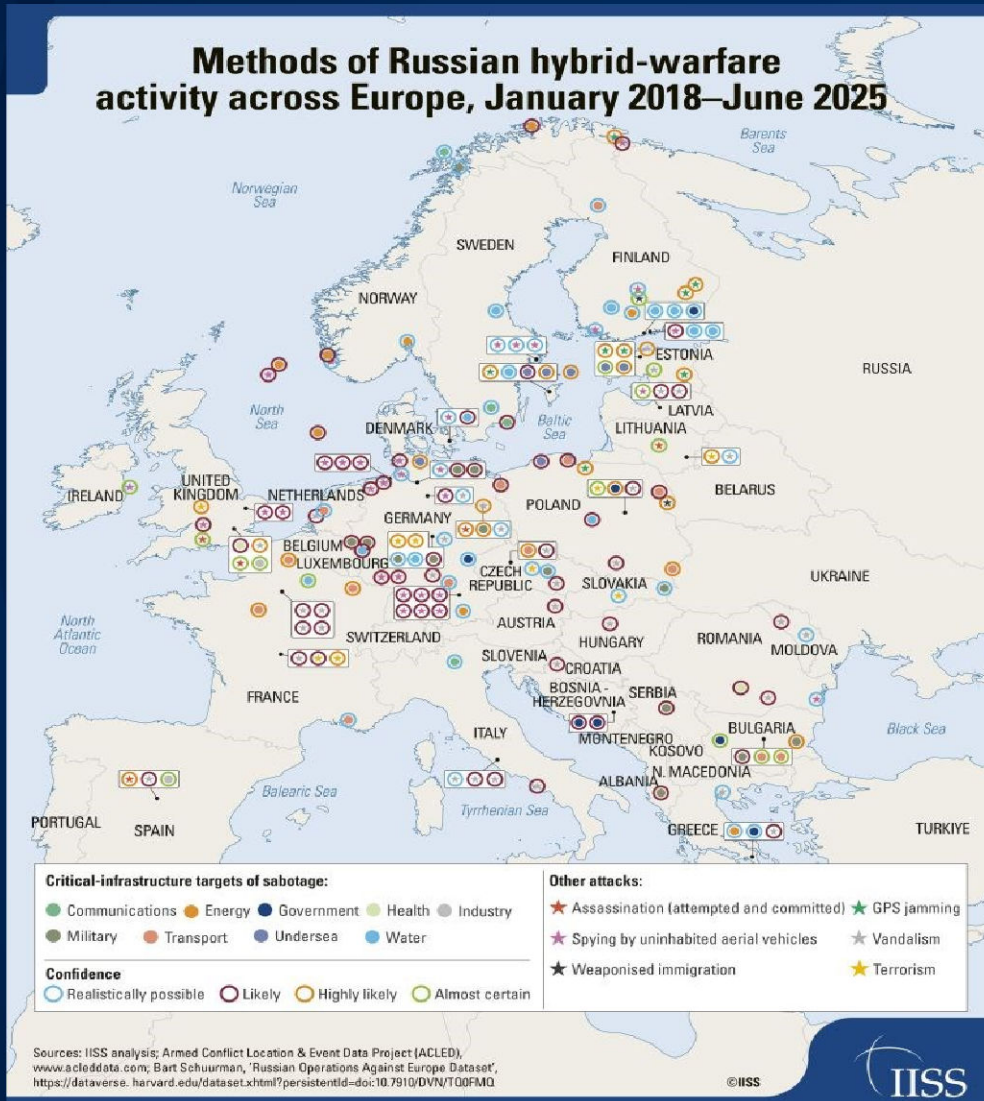 Methods of Russian hybrid-warfare
activity across Europe, January 2018–June 2025
Barents
Sea
Norwegian
Sea
SWEDEN
FINLAND
NORWAY
ESTONIA
RUSSIA
North
Sea
Baltic
Sea
LATVIA
DENMARK
LITHUANIA
UNITED
KINGDOM
IRELAND
NETHERLANDS
BELARUS
POLAND
GERMANY
BELGIUM
LUXEMBOURG
CZECH
REPUBLIC
SLOVAKIA
UKRAINE
AUSTRIA
North
Atlantic
Ocean
SWITZERLAND
HUNGARY
ROMANIA
MOLDOVA
SLOVENIA
CROATIA
BOSNIA-
HERZEGOVNIA
SERBIA
FRANCE
BULGARIA
Black Sea
ITALY
MONTENEGRO
KOSOVO
N. MACEDONIA
ALBANIA
Balearic Sea
Tyrrhenian Sea
PORTUGAL
SPAIN
GREECE
TURKIYE
Critical-infrastructure targets of sabotage:
Communications Energy Government Health Industry
Military Transport Undersea Water
Confidence
Realistically possible Likely Highly likely Almost certain
Other attacks:
Assassination (attempted and committed) GPS jamming
Spying by uninhabited aerial vehicles Vandalism
Weaponised immigration Terrorism
Sources: IISS analysis; Armed Conflict Location & Event Data Project (ACLED),
www.acleddata.com; Bart Schuurman, 'Russian Operations Against Europe Dataset',
https://dataverse. harvard.edu/dataset.xhtml?persistentId=doi:10.7910/DVN/TQ0FMQ
©IISS
IISS